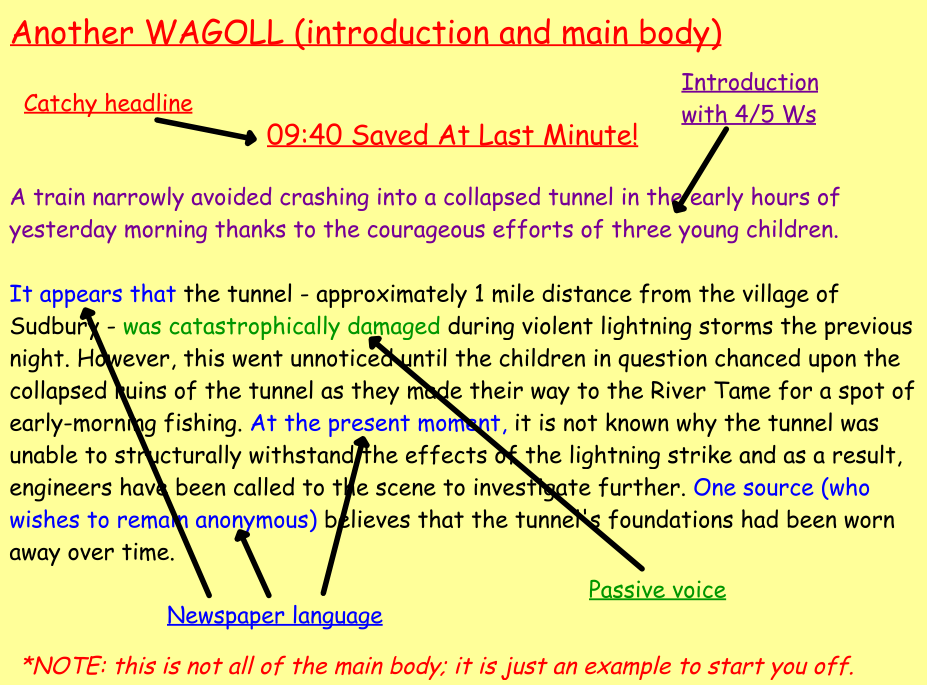 Another WAGOLL (introduction and main body)
Introduction
with 4/5 Ws
Catchy headline
09:40 Saved At Last Minute!
A train narrowly avoided crashing into a collapsed tunnel in the early hours of
yesterday morning thanks to the courageous efforts of three young children.
It appears that the tunnel - approximately 1 mile distance from the village of
Sudbury - was catastrophically damaged during violent lightning storms the previous
night. However, this went unnoticed until the children in question chanced upon the
collapsed ruins of the tunnel as they made their way to the River Tame for a spot of
early-morning fishing. At the present moment, it is not known why the tunnel was
unable to structurally withstand the effects of the lightning strike and as a result,
engineers have been called to the scene to investigate further. One source (who
wishes to remain anonymous) believes that the tunnel's foundations had been worn
away over time.
Passive voice
Newspaper language
*NOTE: this is not all of the main body; it is just an example to start you off.